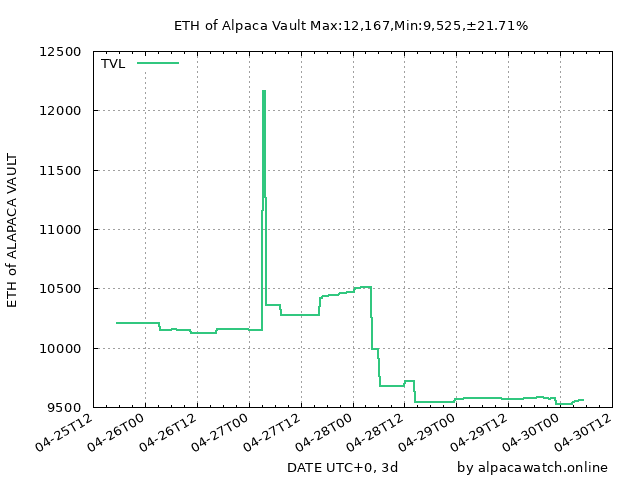 ETH of Alpaca Vault Max:12,167,Min:9,525,±21.71%
TVL
12500
12000
11500
11000
10500
10000
9500
ETH of ALAPACA VAULT
04-25T12
04-26T00
04-26T12
04-27T00
04-27T12
04-28T00
04-28T12
04-29T00
04-29T12
04-30T00
04-30T12
DATE UTC+0, 3d
by alpacawatch.online